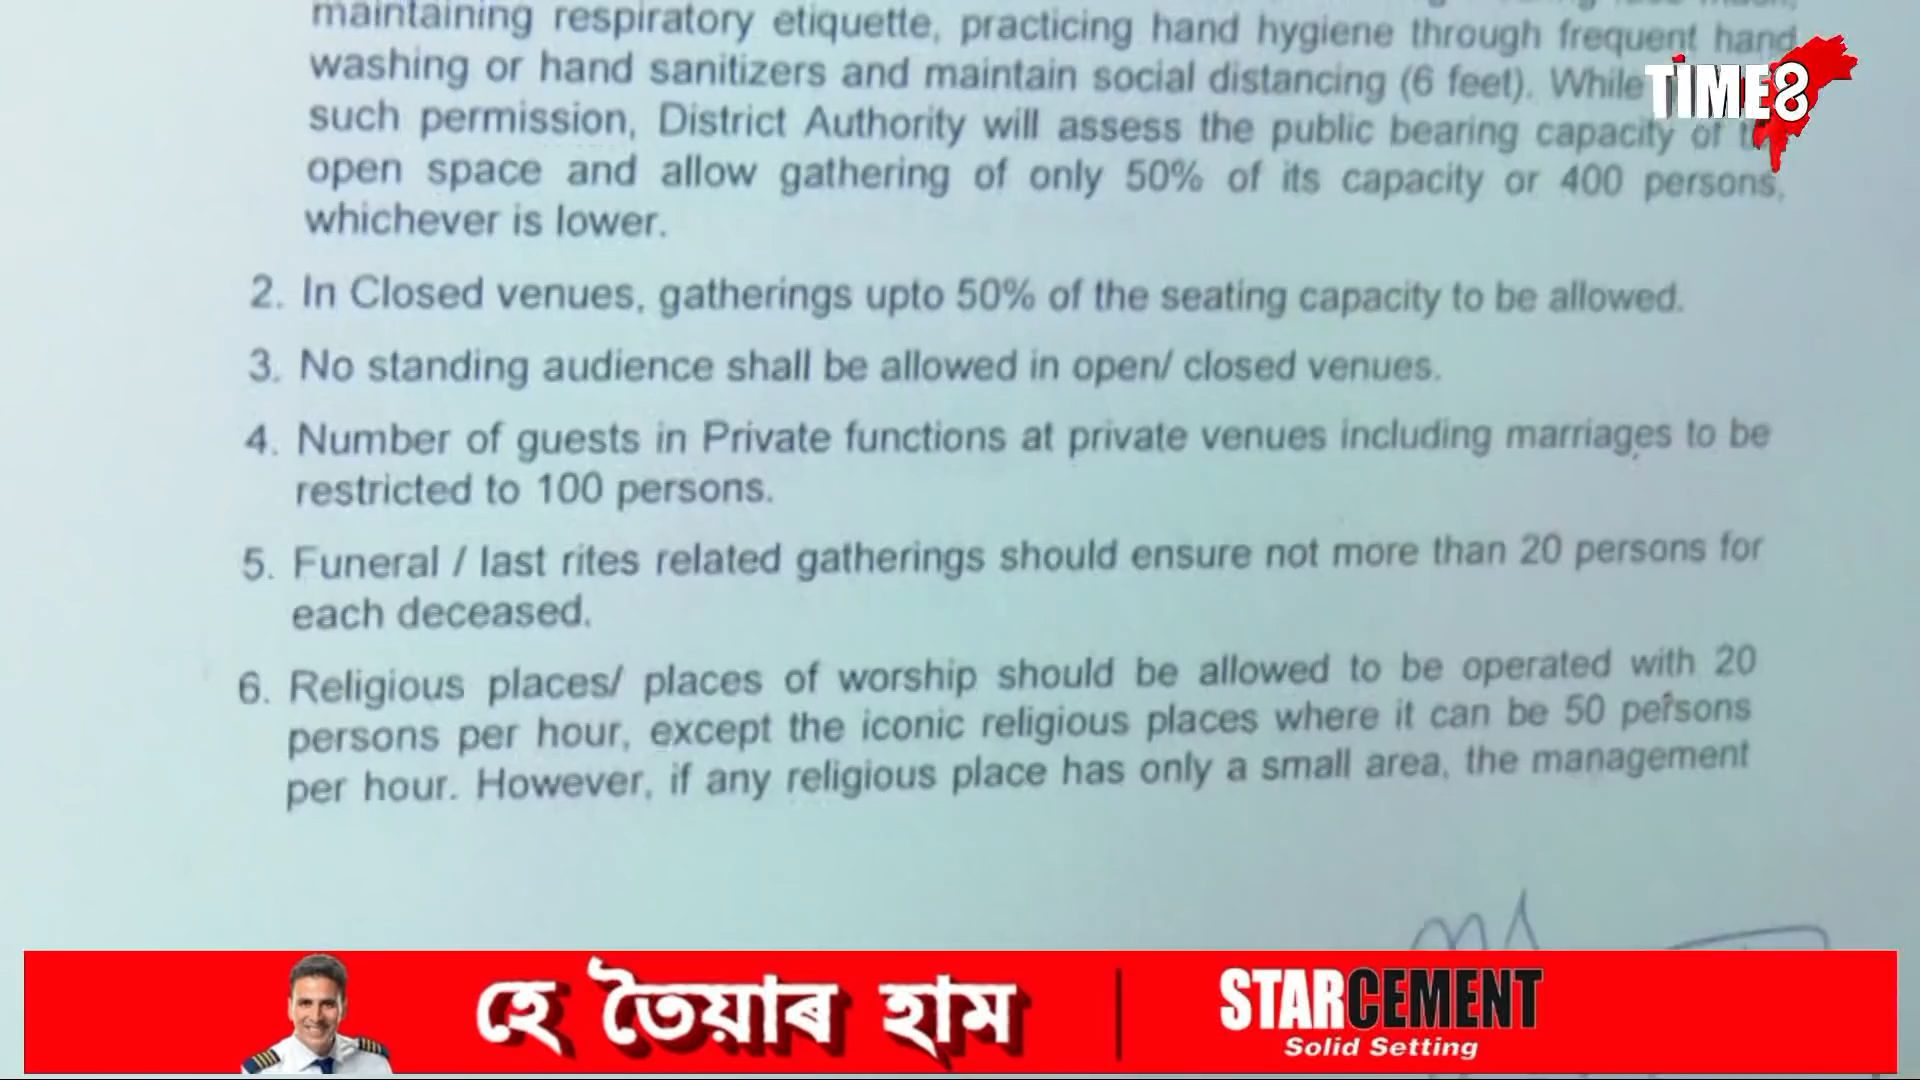 maintaining respiratory etiquette, practicing hand hygiene through frequent hand
washing or hand sanitizers and maintain social distancing (6 feet). While
such permission, District Authority will assess the public bearing capacity of
open space and allow gathering of only 50% of its capacity or 400 persons,
whichever is lower.
2. In Closed venues, gatherings upto 50% of the seating capacity to be allowed.
3. No standing audience shall be allowed in open/ closed venues.
4. Number of guests in Private functions at private venues including marriages to be
restricted to 100 persons.
5. Funeral / last rites related gatherings should ensure not more than 20 persons for
each deceased.
6. Religious places/ places of worship should be allowed to be operated with 20
persons per hour, except the iconic religious places where it can be 50 persons
per hour. However, if any religious place has only a small area, the management
TIME8
হে তৈয়াৰ হাম
STARCEMENT
Solid Setting